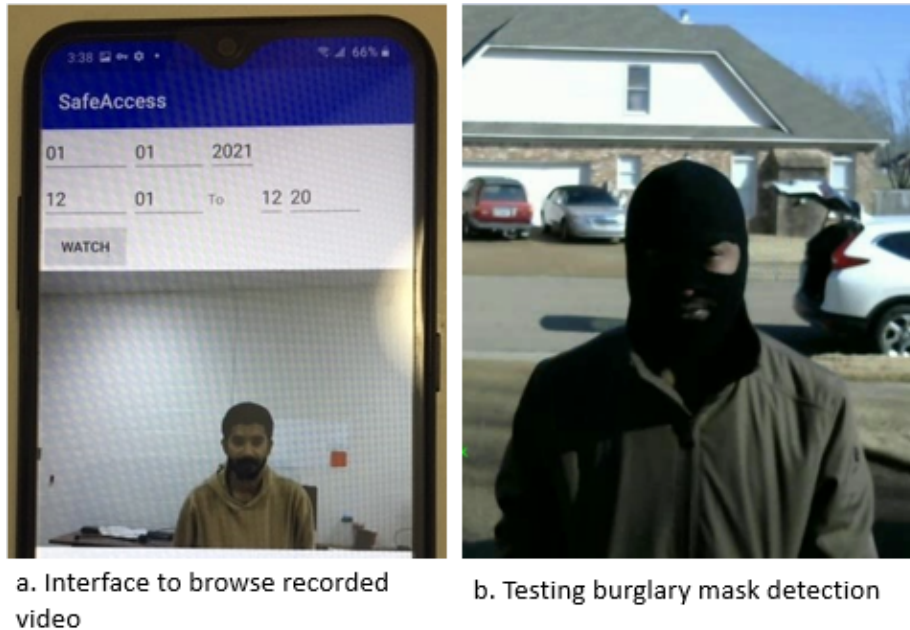 3:38 66%
SafeAccess
01 01 2021
12 01 To 12 20
WATCH
a. Interface to browse recorded
video
b. Testing burglary mask detection